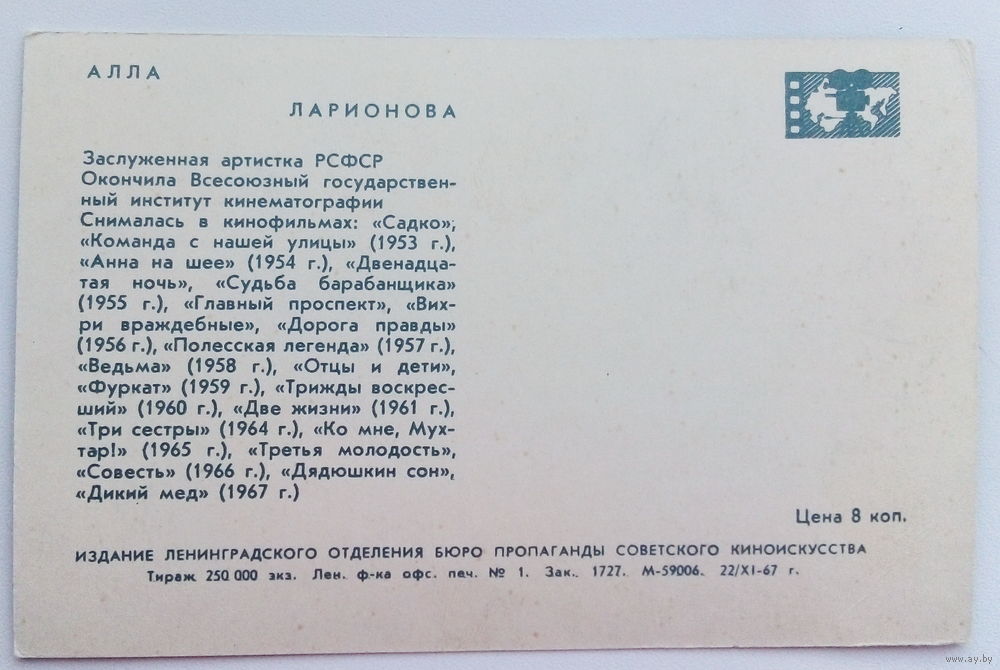 АЛЛА
ЛАРИОНОВА
Заслуженная артистка РСФСР
Окончила Всесоюзный государствен-
ный институт кинематографии
Снималась в кинофильмах: «Садко»,
«Команда с нашей улицы» (1953 г.),
«Анна на шее» (1954 г.), «Двенадца-
тая ночь», «Судьба барабанщика»
(1955 г.), «Главный проспект», «Вих-
ри враждебные», «Дорога правды»
(1956 г.), «Полесская легенда» (1957 г.),
«Ведьма» (1958 г.), «Отцы и дети»,
«Фуркат» (1959 г.), «Трижды воскрес-
ший» (1960 г.), «Две жизни» (1961 г.),
«Три сестры» (1964 г.), «Ко мне, Мух-
тар!» (1965 г.), «Третья молодость»,
«Совесть» (1966 г.), «Дядюшкин сон»,
«Дикий мед» (1967 г.)
Цена 8 коп.
ИЗДАНИЕ ЛЕНИНГРАДСКОГО ОТДЕЛЕНИЯ БЮРО ПРОПАГАНДЫ СОВЕТСКОГО КИНОИСКУССТВА
Тираж 250 000 экз. Лен. ф-ка офс. печ. № 1. Зак. 1727. М-59006. 22/XI-67 г.
www.ay.by